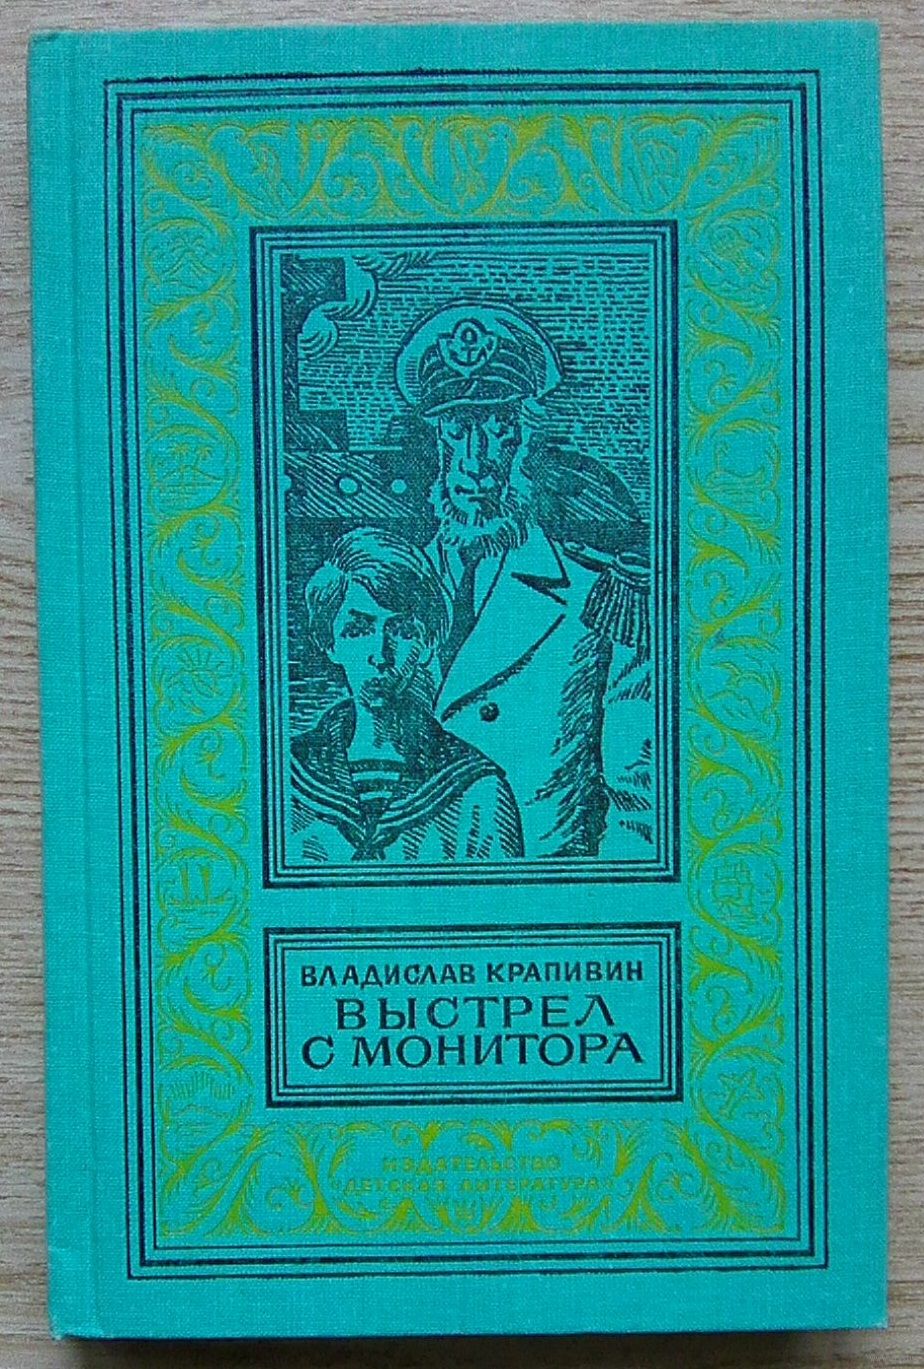 ВЛАДИСЛАВ КРАПИВИН
ВЫСТРЕЛ
С МОНИТОРА
ИЗДАТЕЛЬСТВО
"ДЕТСКАЯ ЛИТЕРАТУРА"